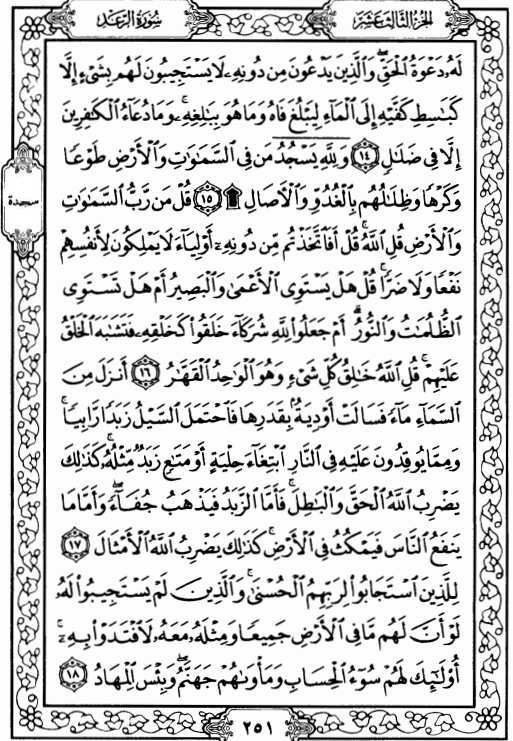 الجزء الثالث عشر
سورة الرعد
لَهُۥ دَعْوَةُ ٱلْحَقِّ ۖ وَٱلَّذِينَ يَدْعُونَ مِن دُونِهِۦ لَا يَسْتَجِيبُونَ لَهُم بِشَىْءٍ إِلَّا
كَبَـٰسِطِ كَفَّيْهِ إِلَى ٱلْمَآءِ لِيَبْلُغَ فَاهُ وَمَا هُوَ بِبَـٰلِغِهِۦ ۚ وَمَا دُعَآءُ ٱلْكَـٰفِرِينَ
إِلَّا فِى ضَلَـٰلٍ ١٤ وَلِلَّهِ يَسْجُدُ مَن فِى ٱلسَّمَـٰوَٰتِ وَٱلْأَرْضِ طَوْعًا
وَكَرْهًا وَظِلَـٰلُهُم بِٱلْغُدُوِّ وَٱلْـَٔاصَالِ ۩ ١٥ قُلْ مَن رَّبُّ ٱلسَّمَـٰوَٰتِ
وَٱلْأَرْضِ قُلِ ٱللَّهُ ۚ قُلْ أَفَٱتَّخَذْتُم مِّن دُونِهِۦٓ أَوْلِيَآءَ لَا يَمْلِكُونَ لِأَنفُسِهِمْ
نَفْعًا وَلَا ضَرًّا ۚ قُلْ هَلْ يَسْتَوِى ٱلْأَعْمَىٰ وَٱلْبَصِيرُ أَمْ هَلْ تَسْتَوِى
ٱلظُّلُمَـٰتُ وَٱلنُّورُ ۗ أَمْ جَعَلُوا۟ لِلَّهِ شُرَكَآءَ خَلَقُوا۟ كَخَلْقِهِۦ فَتَشَـٰبَهَ ٱلْخَلْقُ
عَلَيْهِمْ ۚ قُلِ ٱللَّهُ خَـٰلِقُ كُلِّ شَىْءٍ وَهُوَ ٱلْوَٰحِدُ ٱلْقَهَّـٰرُ ١٦ أَنزَلَ مِنَ
ٱلسَّمَآءِ مَآءً فَسَالَتْ أَوْدِيَةٌۢ بِقَدَرِهَا فَٱحْتَمَلَ ٱلسَّيْلُ زَبَدًا رَّابِيًا ۚ
وَمِمَّا يُوقِدُونَ عَلَيْهِ فِى ٱلنَّارِ ٱبْتِغَآءَ حِلْيَةٍ أَوْ مَتَـٰعٍ زَبَدٌ مِّثْلُهُۥ ۚ كَذَٰلِكَ
يَضْرِبُ ٱللَّهُ ٱلْحَقَّ وَٱلْبَـٰطِلَ ۚ فَأَمَّا ٱلزَّبَدُ فَيَذْهَبُ جُفَآءً ۖ وَأَمَّا مَا
يَنفَعُ ٱلنَّاسَ فَيَمْكُثُ فِى ٱلْأَرْضِ ۚ كَذَٰلِكَ يَضْرِبُ ٱللَّهُ ٱلْأَمْثَالَ ١٧
لِلَّذِينَ ٱسْتَجَابُوا۟ لِرَبِّهِمُ ٱلْحُسْنَىٰ ۚ وَٱلَّذِينَ لَمْ يَسْتَجِيبُوا۟ لَهُۥ
لَوْ أَنَّ لَهُم مَّا فِى ٱلْأَرْضِ جَمِيعًا وَمِثْلَهُۥ مَعَهُۥ لَٱفْتَدَوْا۟ بِهِۦٓ ۚ
أُو۟لَـٰٓئِكَ لَهُمْ سُوٓءُ ٱلْحِسَابِ وَمَأْوَىٰهُمْ جَهَنَّمُ ۖ وَبِئْسَ ٱلْمِهَادُ ١٨
سجدة
٢٥١